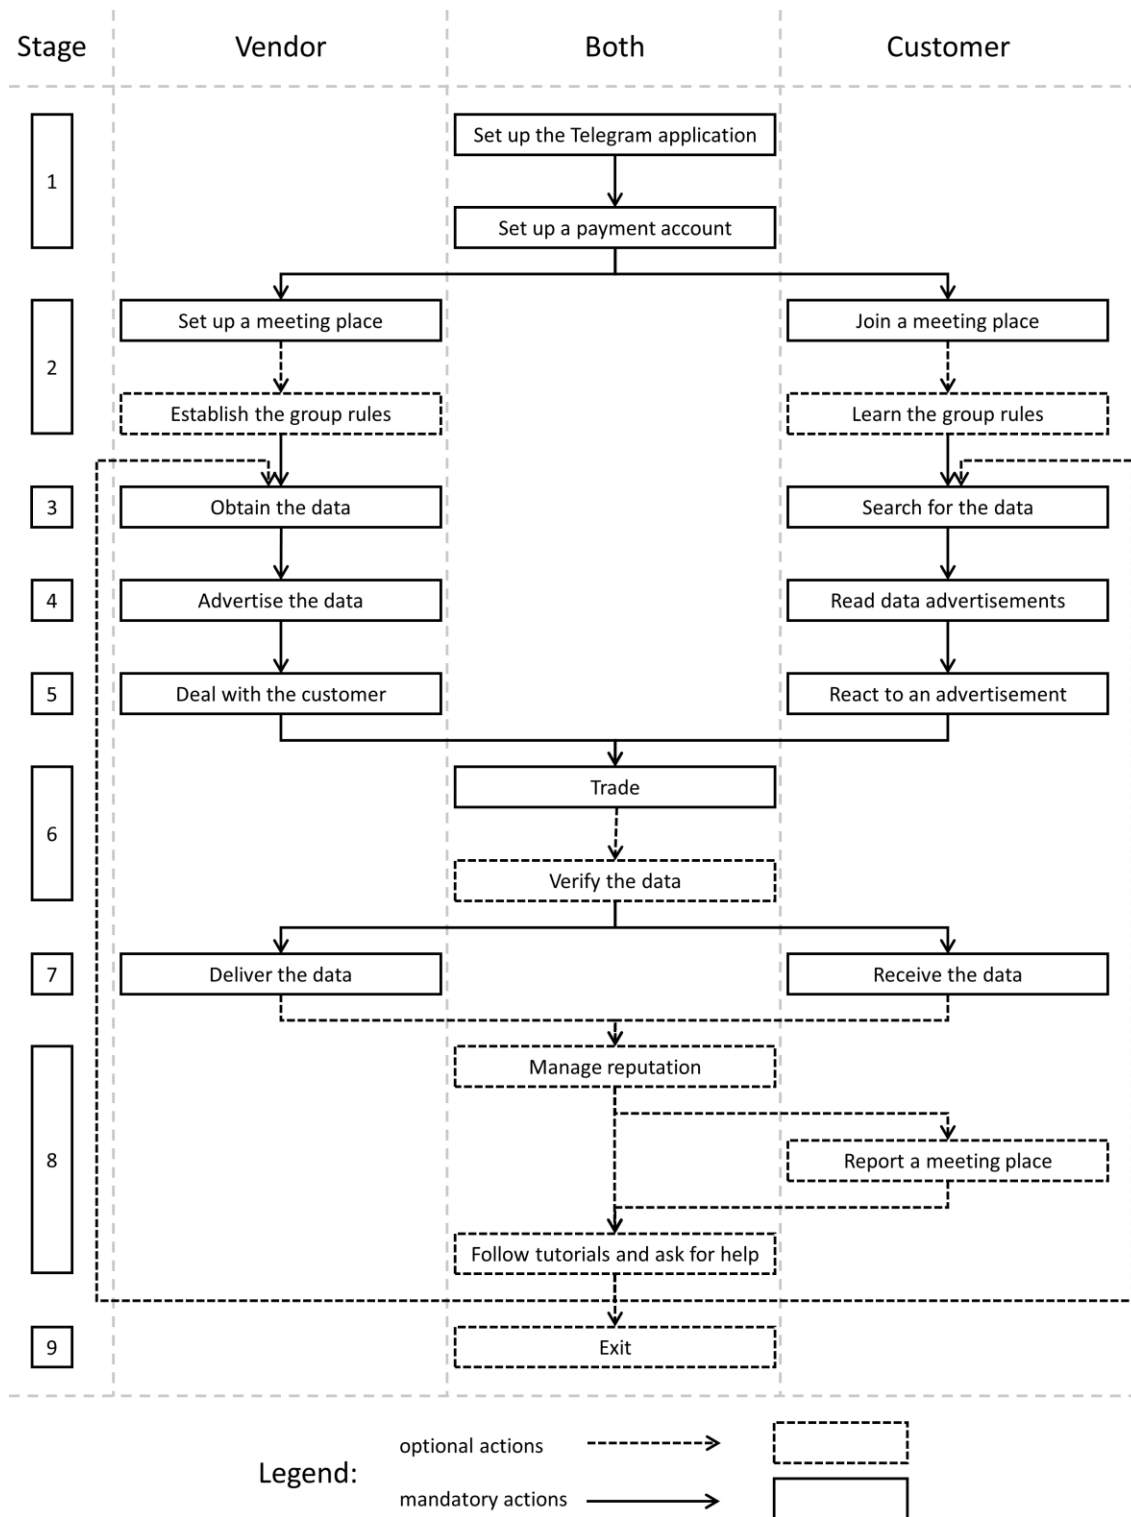 Stage Vendor Both Customer
Set up the Telegram application
1
Set up a payment account
Set up a meeting place Join a meeting place
2
Establish the group rules Learn the group rules
3 Obtain the data Search for the data
4 Advertise the data Read data advertisements
5 Deal with the customer React to an advertisement
Trade
6
Verify the data
7 Deliver the data Receive the data
Manage reputation
8 Report a meeting place
Follow tutorials and ask for help
9 Exit
optional actions
Legend:
mandatory actions